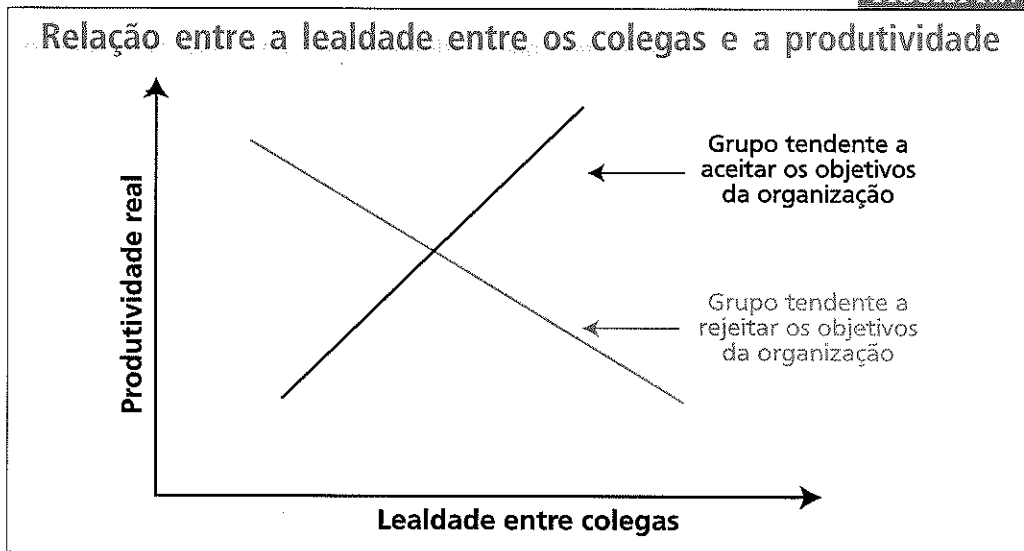 Relação entre a lealdade entre os colegas e a produtividade
Produtividade real
Grupo tendente a
aceitar os objetivos
da organização
Grupo tendente a
rejeitar os objetivos
da organização
Lealdade entre colegas